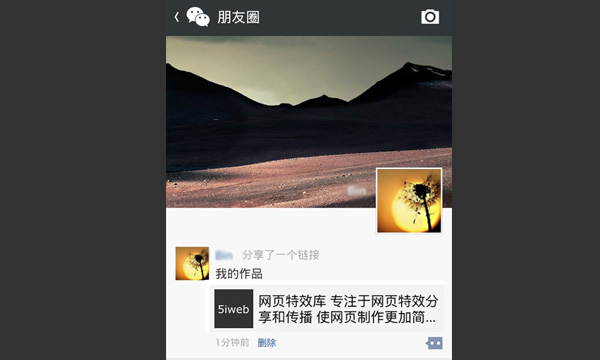 朋友圈
分享了一个链接
我的作品
5iweb
网页特效库 专注于网页特效分
享和传播 使网页制作更加简...
1分钟前 删除